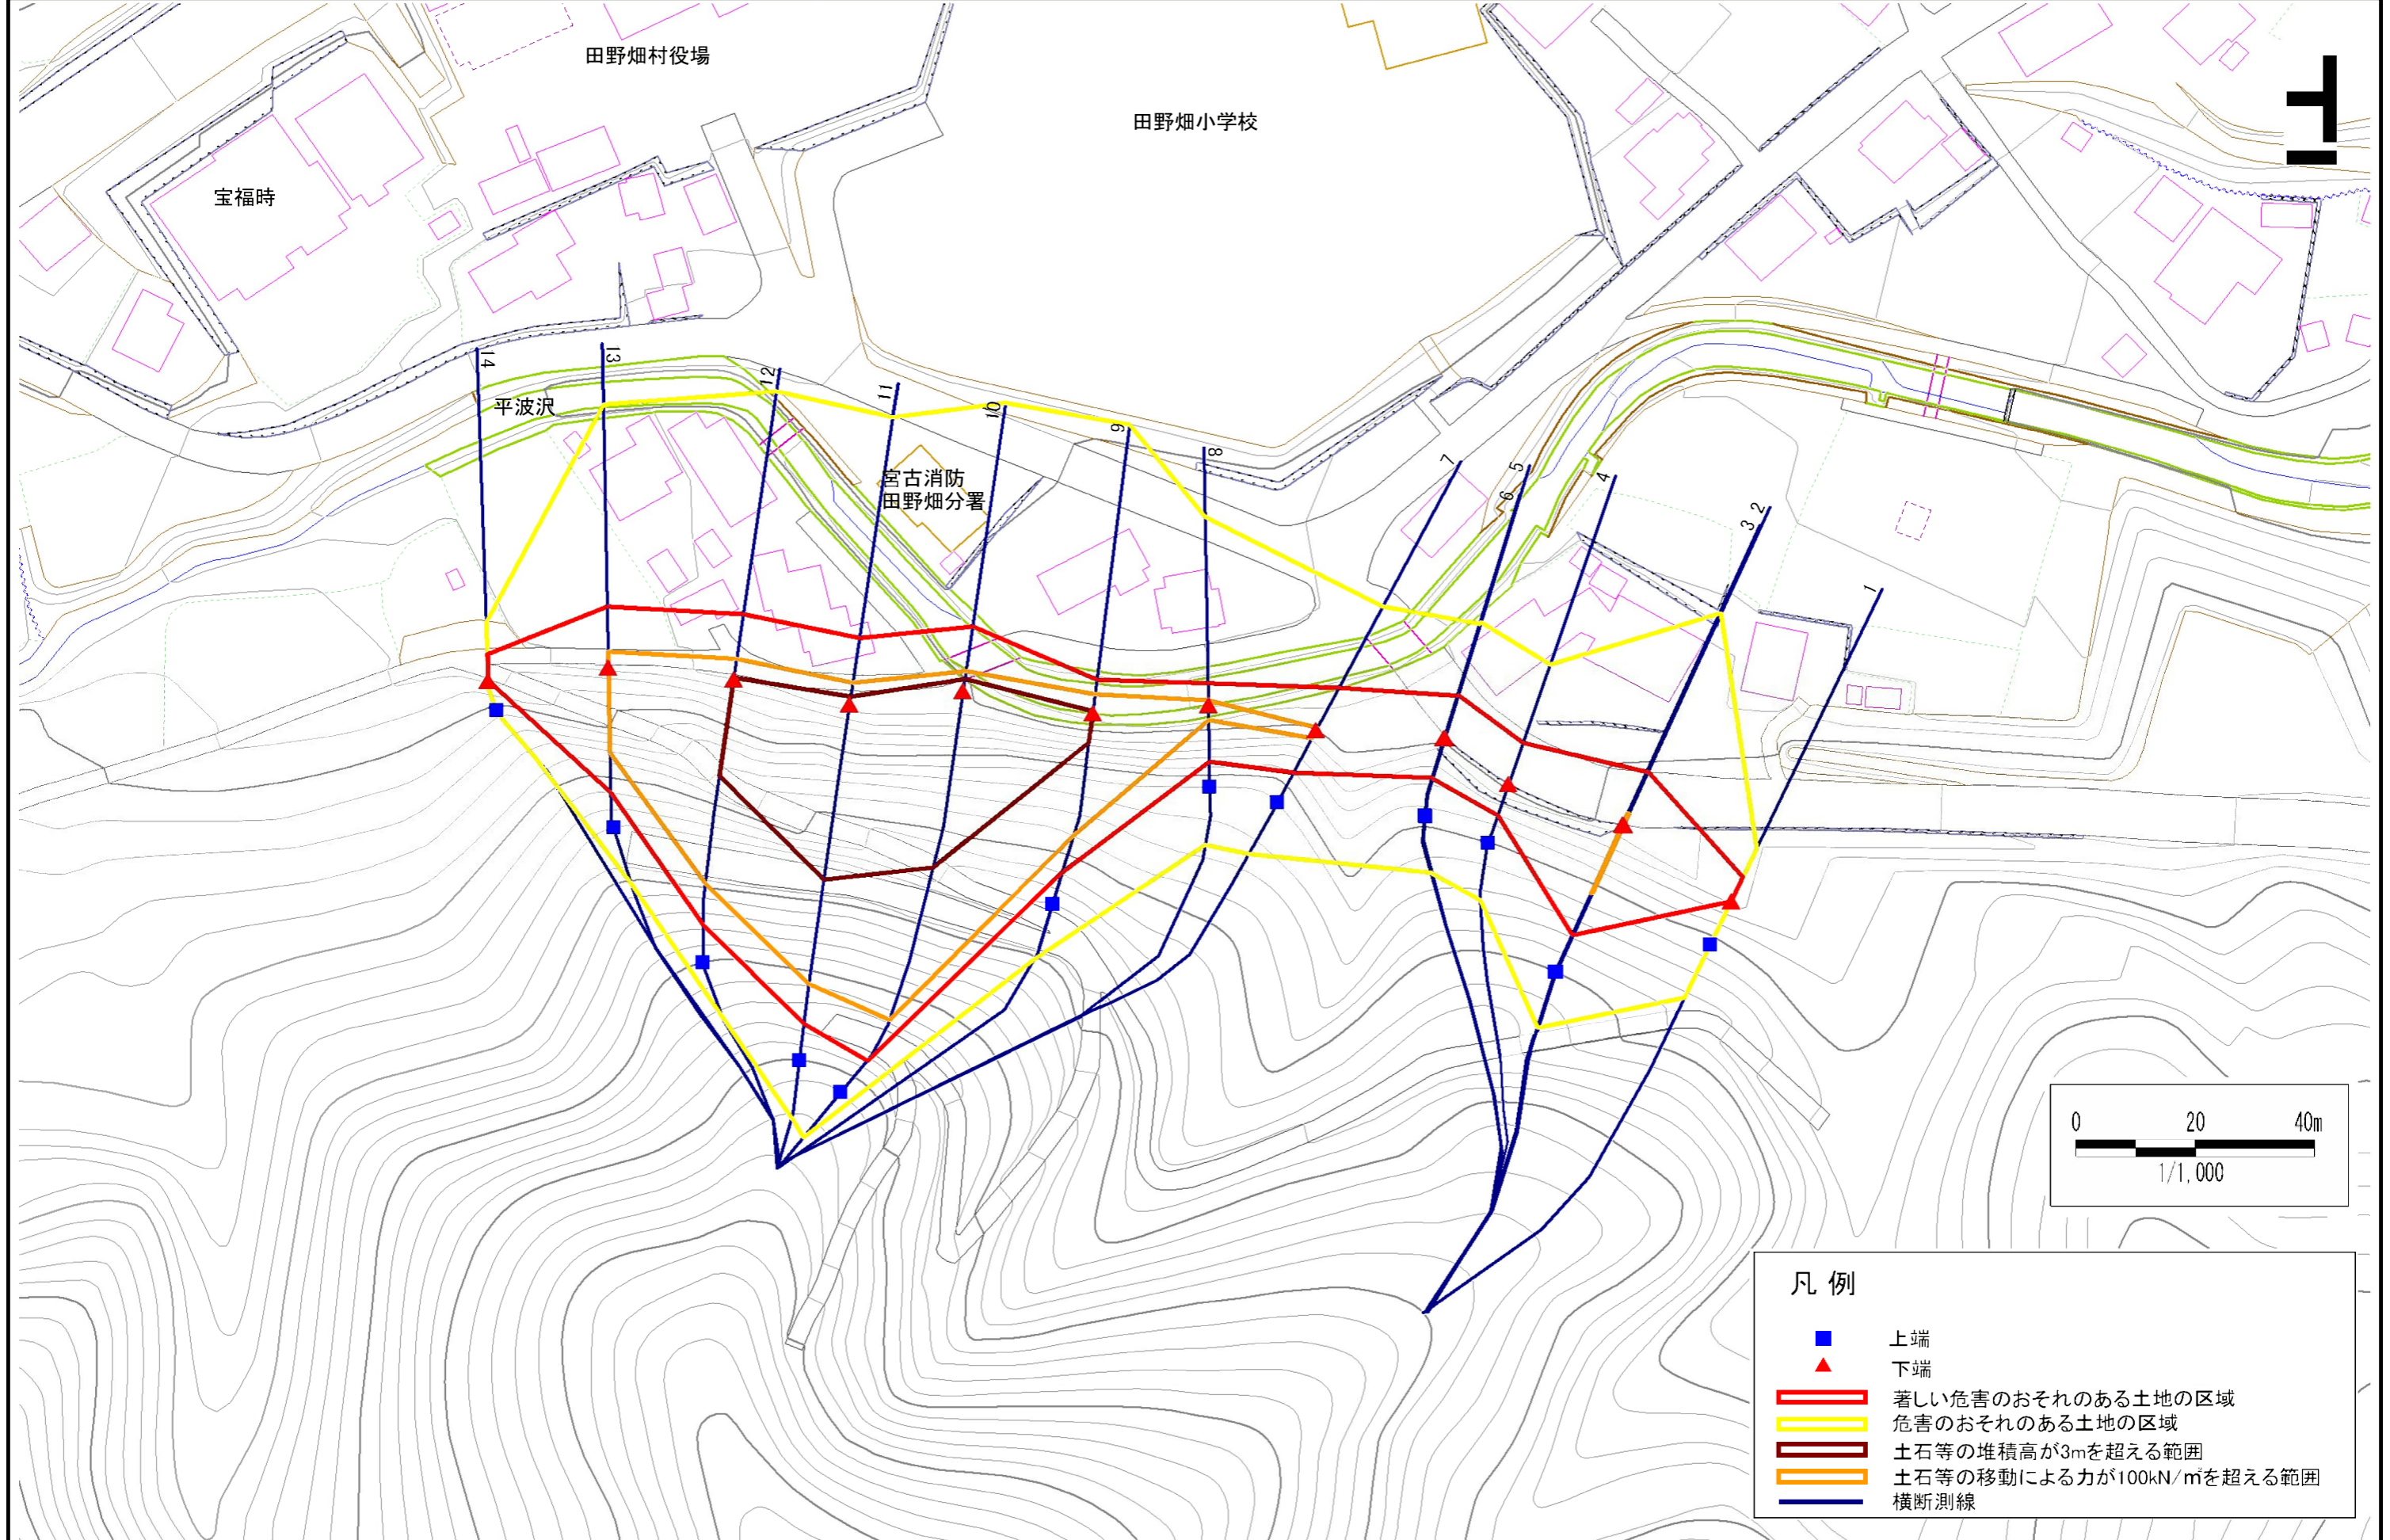 田野畑村役場
田野畑小学校
宝福時
14
13
12
11
10
9
8
7
5
6
4
2
3
1
平波沢
宮古消防
田野畑分署
0 20 40m
1/1,000
凡 例
上端
下端
著しい危害のおそれのある土地の区域
危害のおそれのある土地の区域
土石等の堆積高が3mを超える範囲
土石等の移動による力が100kN/㎡を超える範囲
横断測線